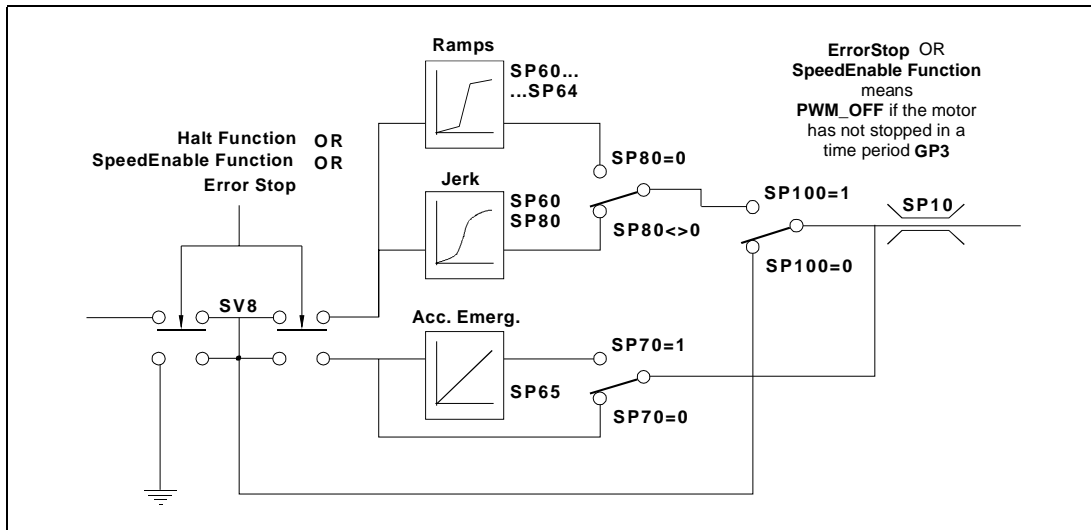 Ramps
SP60...
...SP64
ErrorStop OR
SpeedEnable Function
means
PWM_OFF if the motor
has not stopped in a
time period GP3
Halt Function OR
SpeedEnable Function OR
Error Stop
SP80=0
Jerk
SP60
SP80
SP80<>0
SP100=1
SP10
SP100=0
SV8
Acc. Emerg.
SP70=1
SP65
SP70=0